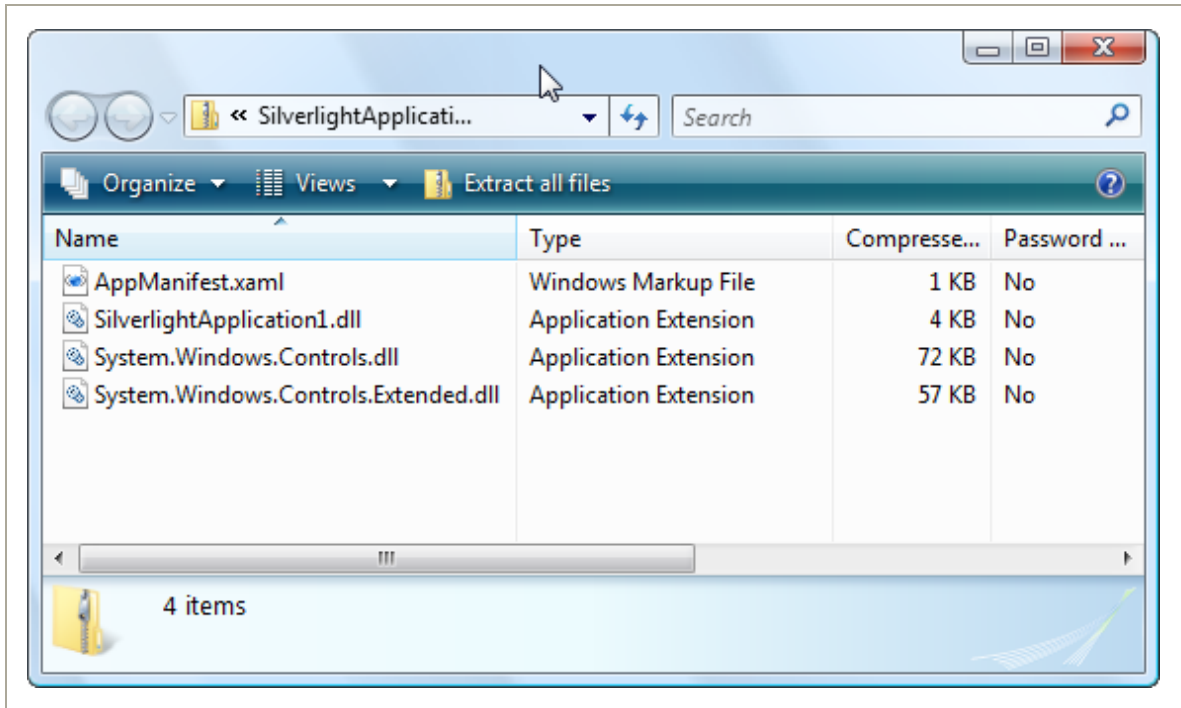 « SilverlightApplicati... Search
Organize Views Extract all files
Name Type Compresse... Password ...
AppManifest.xaml Windows Markup File 1 KB No
SilverlightApplication1.dll Application Extension 4 KB No
System.Windows.Controls.dll Application Extension 72 KB No
System.Windows.Controls.Extended.dll Application Extension 57 KB No
4 items